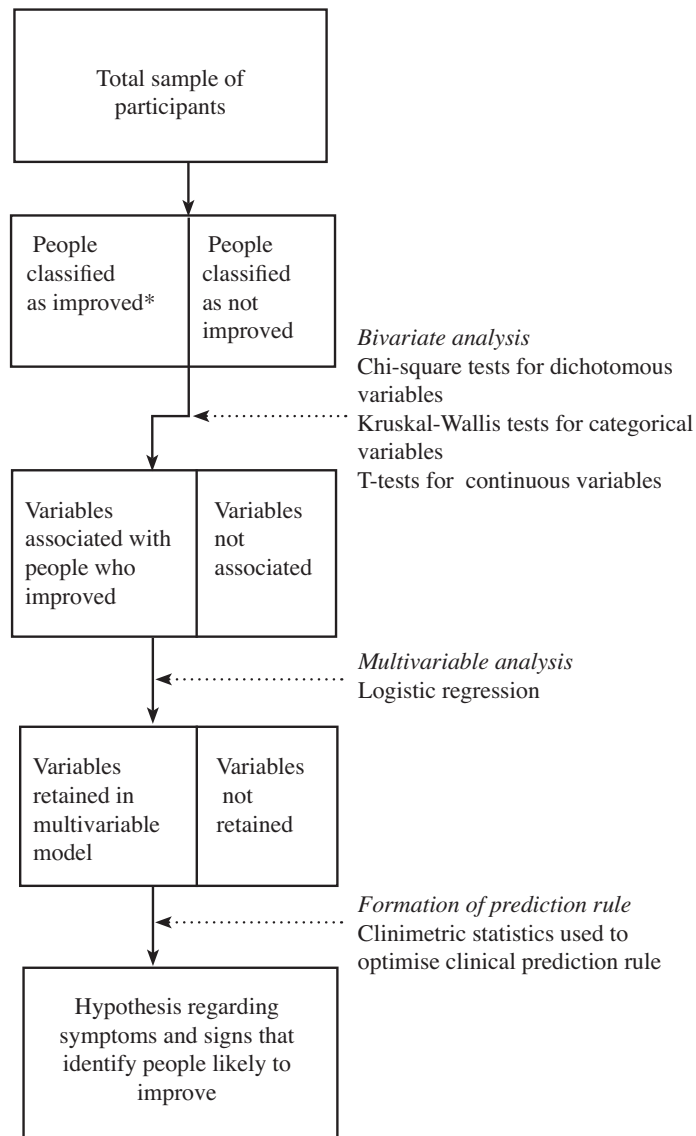 Total sample of
participants
People
classified
as improved*
People
classified
as not
improved
Bivariate analysis
Chi-square tests for dichotomous
variables
Kruskal-Wallis tests for categorical
variables
T-tests for continuous variables
Variables
associated with
people who
improved
Variables
not
associated
Multivariable analysis
Logistic regression
Variables
retained in
multivariable
model
Variables
not
retained
Formation of prediction rule
Clinimetric statistics used to
optimise clinical prediction rule
Hypothesis regarding
symptoms and signs that
identify people likely to
improve